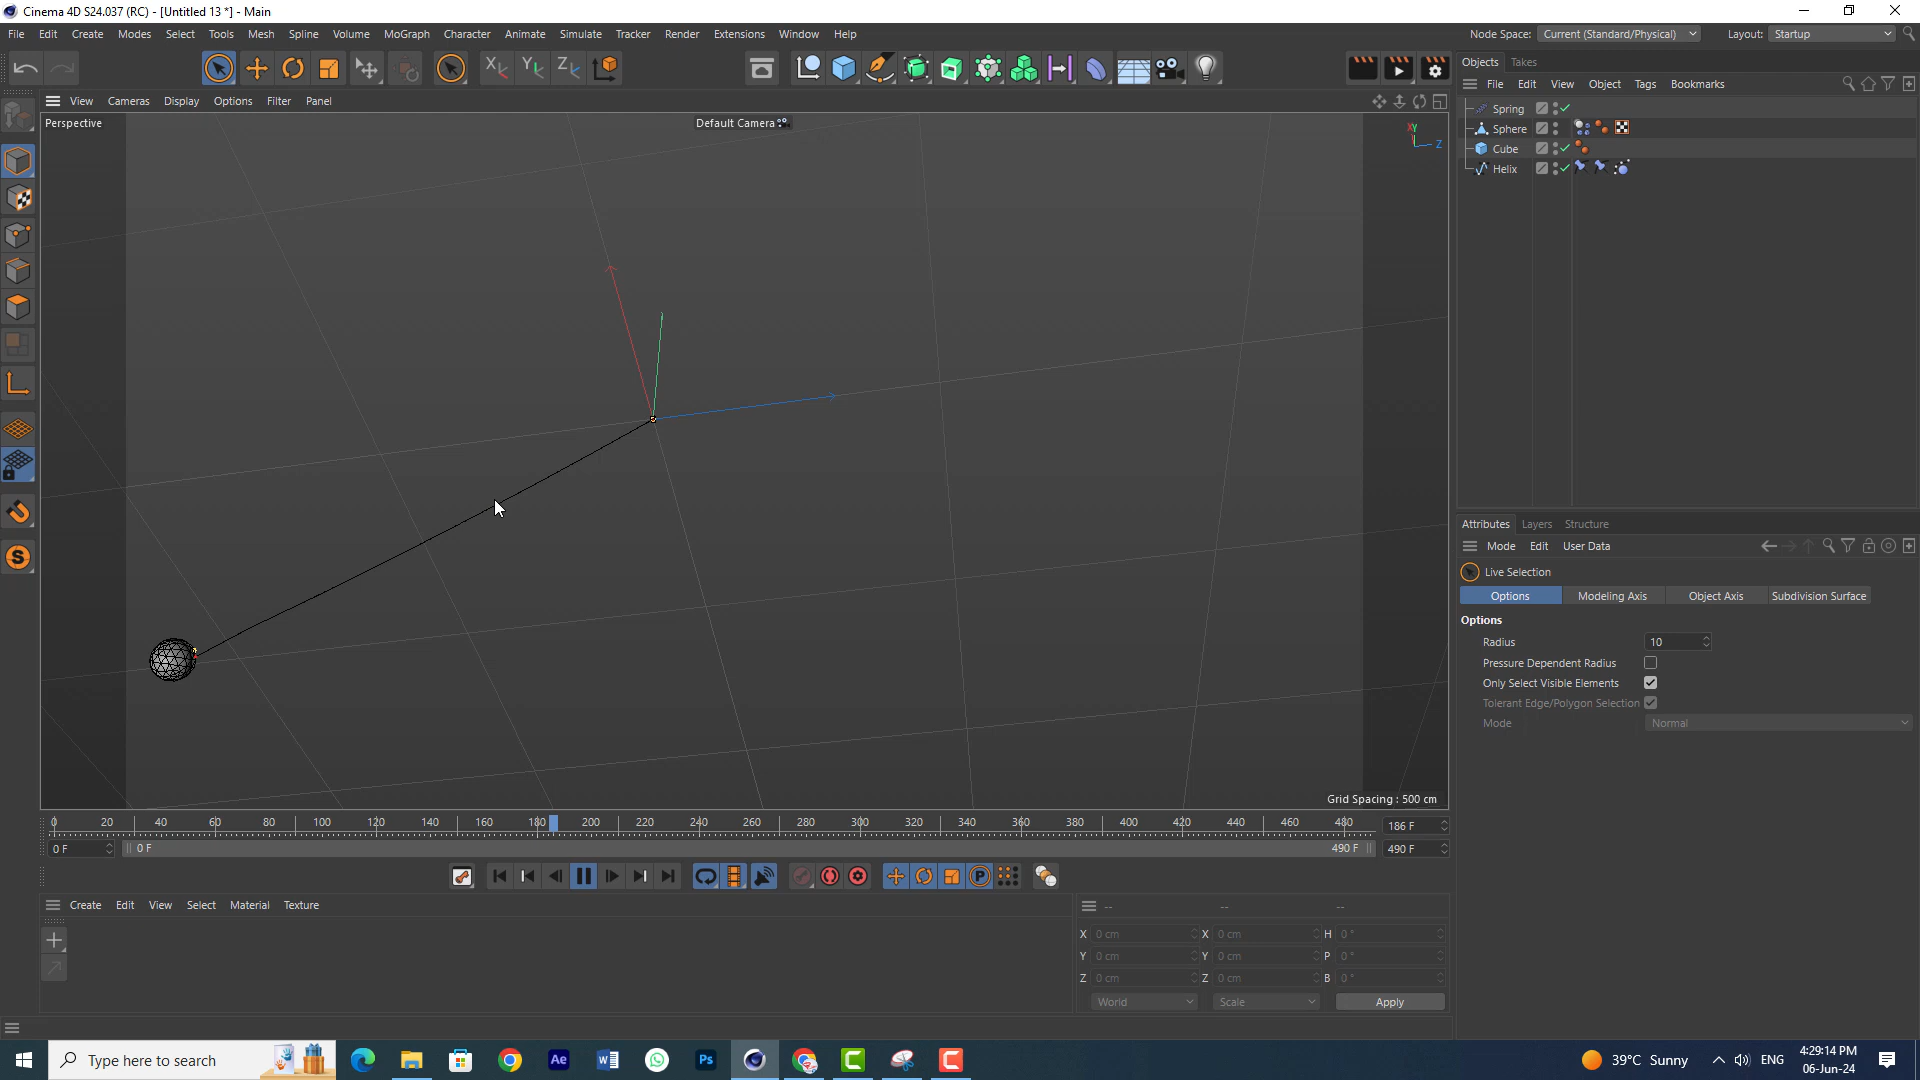 Cinema 4D S24.037 (RC) - [Untitled 13 *] - Main
File Edit Create Modes Select Tools Mesh Spline Volume MoGraph Character Animate Simulate Tracker Render Extensions Window Help Node Space: Current (Standard/Physical) Layout: Startup
Objects Takes
File Edit View Object Tags Bookmarks
View Cameras Display Options Filter Panel
Perspective
Default Camera
Y
X
Z
Spring
Sphere
Cube
Helix
Attributes Layers Structure
Mode Edit User Data
Live Selection
Options Modeling Axis Object Axis Subdivision Surface
Options
Radius 10
Pressure Dependent Radius
Only Select Visible Elements
Tolerant Edge/Polygon Selection
Mode Normal
Grid Spacing : 500 cm
0 20 40 60 80 100 120 140 160 180 200 220 240 260 280 300 320 340 360 380 400 420 440 460 480 186 F
0 F 0 F 490 F 490 F
Create Edit View Select Material Texture
-- -- --
X 0 cm X 0 cm H 0 °
Y 0 cm Y 0 cm P 0 °
Z 0 cm Z 0 cm B 0 °
World Scale Apply
Type here to search
39°C Sunny
ENG
4:29:14 PM
06-Jun-24